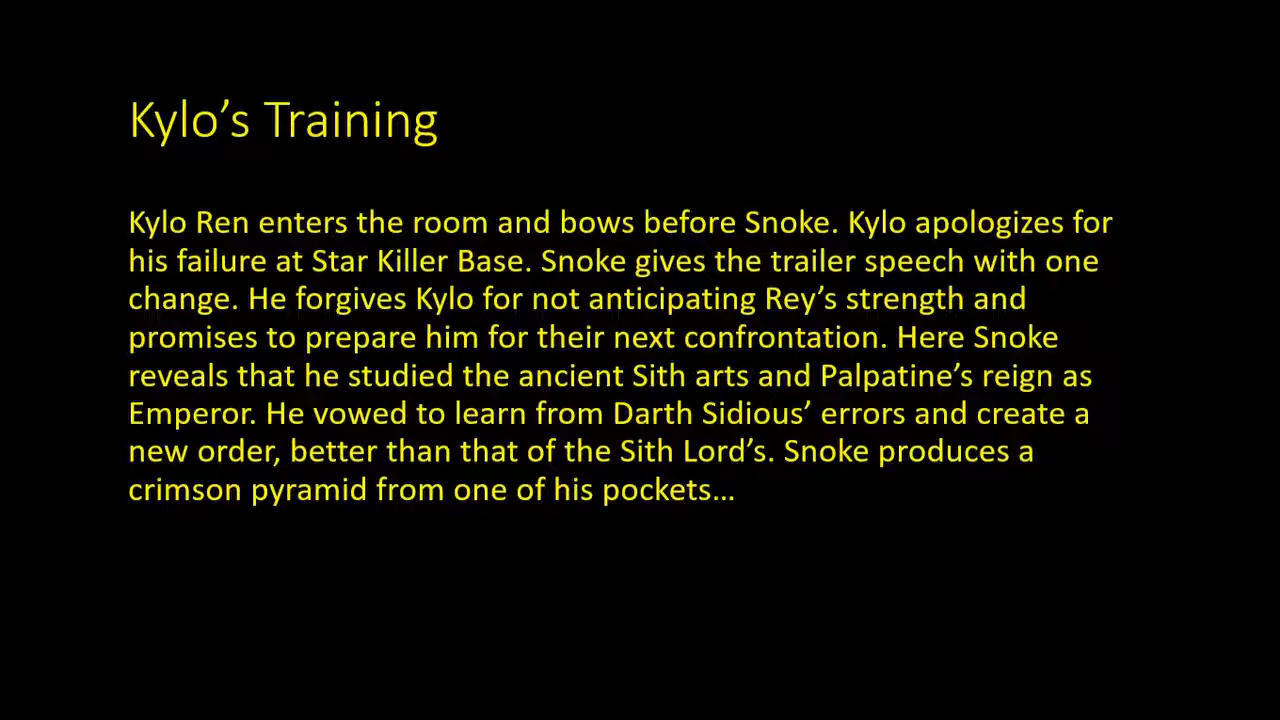 Kylo’s Training
Kylo Ren enters the room and bows before Snoke. Kylo apologizes for
his failure at Star Killer Base. Snoke gives the trailer speech with one
change. He forgives Kylo for not anticipating Rey’s strength and
promises to prepare him for their next confrontation. Here Snoke
reveals that he studied the ancient Sith arts and Palpatine’s reign as
Emperor. He vowed to learn from Darth Sidious’ errors and create a
new order, better than that of the Sith Lord’s. Snoke produces a
crimson pyramid from one of his pockets…